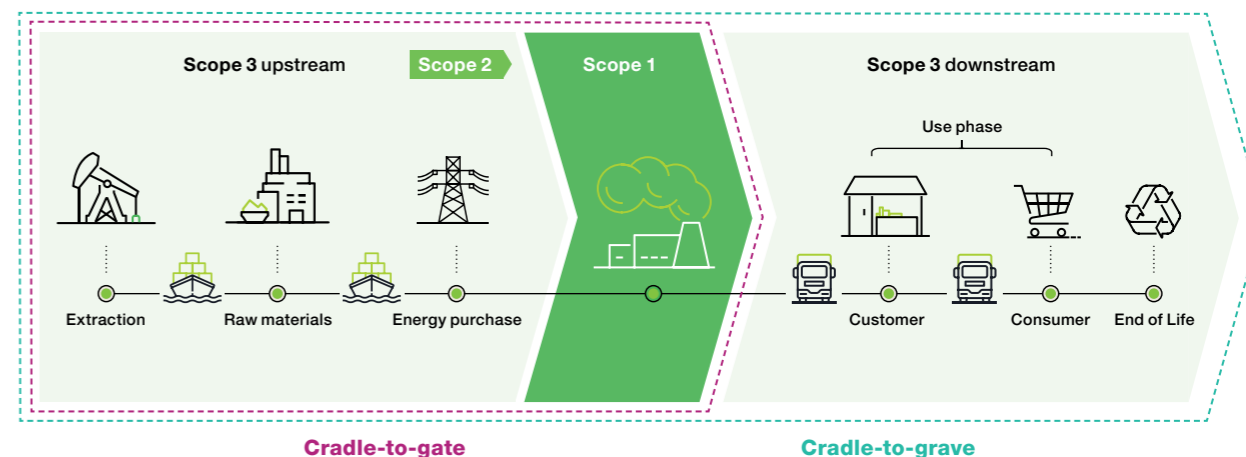 Scope 3 upstream
Scope 2
Scope 1
Scope 3 downstream
Use phase
Extraction
Raw materials
Energy purchase
Customer
Consumer
End of Life
Cradle-to-gate
Cradle-to-grave